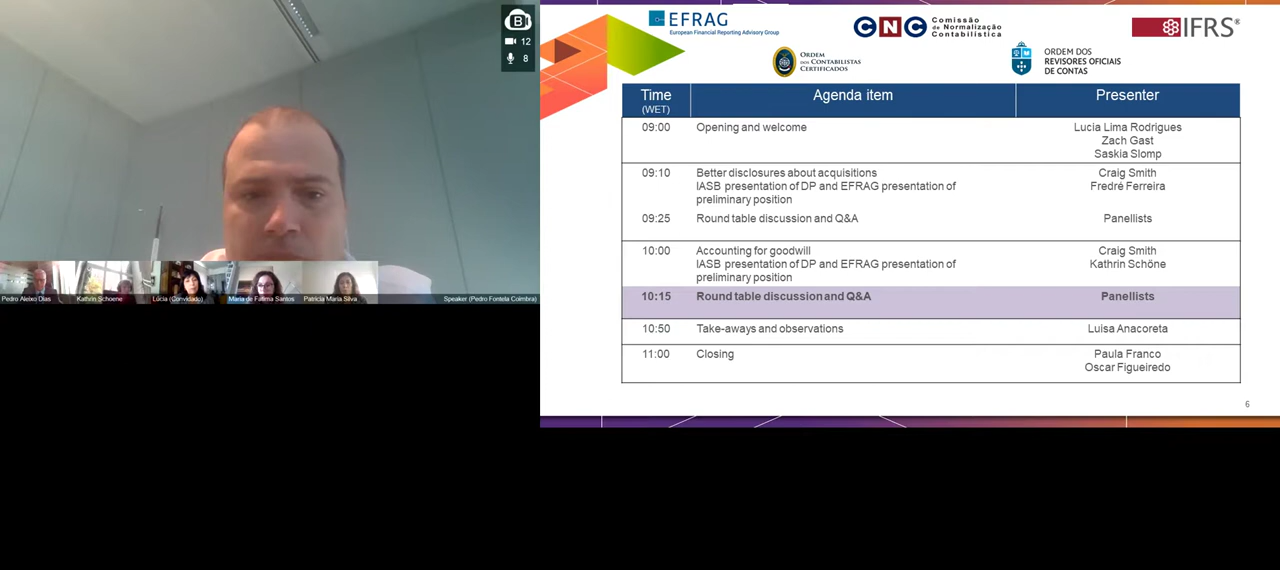 B
12
8
Pedro Aleixo Dias
Kathrin Schoene
Lúcia (Convidado)
Maria de Fatima Santos
Patricia Maria Silva
Speaker (Pedro Fontela Coimbra)
EFRAG
European Financial Reporting Advisory Group
CNC
Comissão
de Normalização
Contabilística
IFRS®
ORDEM
DOS CONTABILISTAS
CERTIFICADOS
ORDEM DOS
REVISORES OFICIAIS
DE CONTAS
Time
(WET)
Agenda item
Presenter
09:00
Opening and welcome
Lucia Lima Rodrigues
Zach Gast
Saskia Slomp
09:10
Better disclosures about acquisitions
IASB presentation of DP and EFRAG presentation of
preliminary position
Craig Smith
Fredré Ferreira
09:25
Round table discussion and Q&A
Panellists
10:00
Accounting for goodwill
IASB presentation of DP and EFRAG presentation of
preliminary position
Craig Smith
Kathrin Schöne
10:15
Round table discussion and Q&A
Panellists
10:50
Take-aways and observations
Luisa Anacoreta
11:00
Closing
Paula Franco
Oscar Figueiredo
6